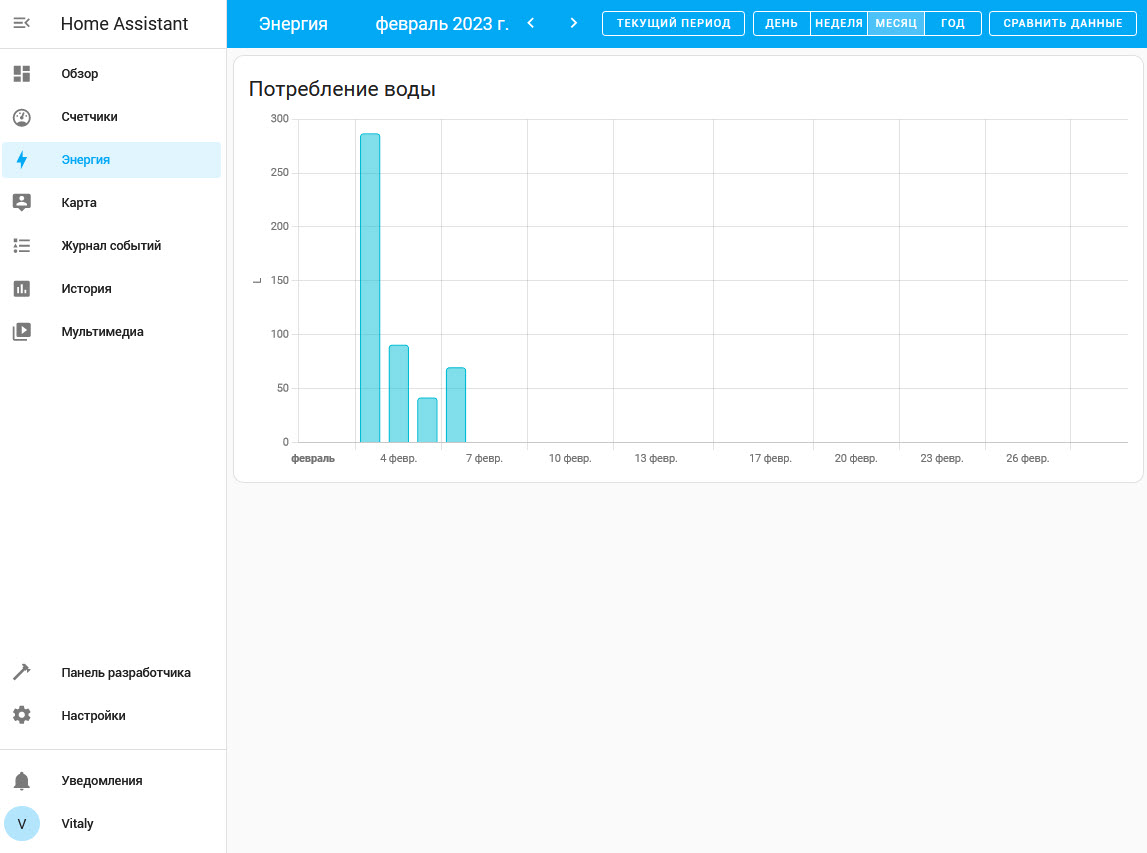 Home Assistant
Обзор
Счетчики
Энергия
Карта
Журнал событий
История
Мультимедиа
Панель разработчика
Настройки
Уведомления
V
Vitaly
Энергия
февраль 2023 г.
ТЕКУЩИЙ ПЕРИОД
ДЕНЬ
НЕДЕЛЯ
МЕСЯЦ
ГОД
СРАВНИТЬ ДАННЫЕ
Потребление воды
300
250
200
150
100
50
0
L
февраль 4 февр. 7 февр. 10 февр. 13 февр. 17 февр. 20 февр. 23 февр. 26 февр.